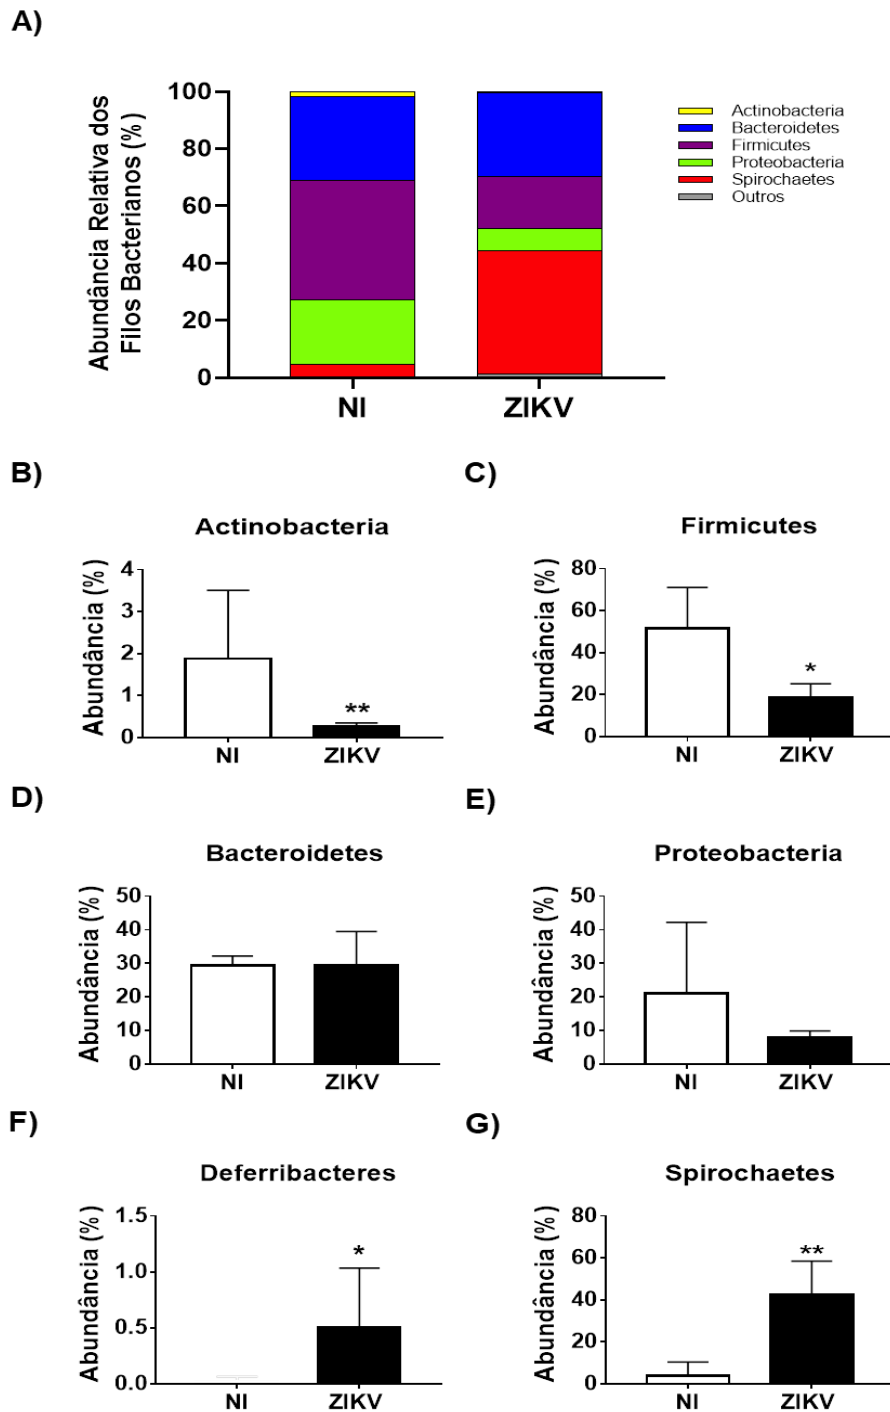 A)
Abundância Relativa dos
Filos Bacterianos (%)
100
80
60
40
20
0
NI
ZIKV
Actinobacteria
Bacteroidetes
Firmicutes
Proteobacteria
Spirochaetes
Outros
B)
Actinobacteria
Abundância (%)
4
3
2
1
0
**
NI
ZIKV
C)
Firmicutes
Abundância (%)
80
60
40
20
0
*
NI
ZIKV
D)
Bacteroidetes
Abundância (%)
50
40
30
20
10
0
NI
ZIKV
E)
Proteobacteria
Abundância (%)
50
40
30
20
10
0
NI
ZIKV
F)
Deferribacteres
Abundância (%)
1.5
1.0
0.5
0.0
*
NI
ZIKV
G)
Spirochaetes
Abundância (%)
80
60
40
20
0
**
NI
ZIKV